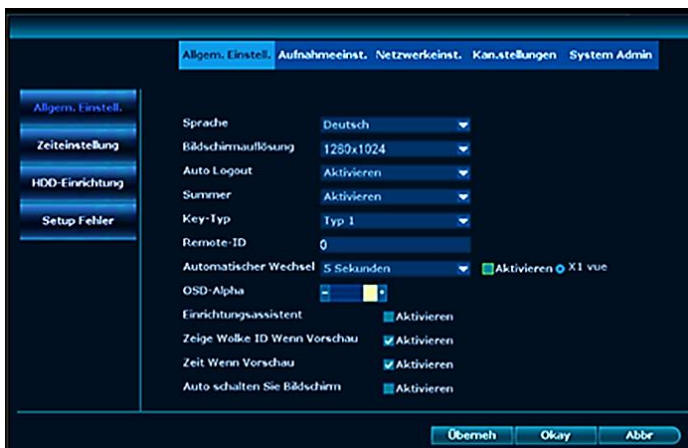 Allgem. Einstell. Aufnahmeeinst. Netzwerkeinst. Kan.stellungen System Admin
Allgem. Einstell.
Zeiteinstellung
HDD-Einrichtung
Setup Fehler
Sprache Deutsch
Bildschirmauflösung 1280x1024
Auto Logout Aktivieren
Summer Aktivieren
Key-Typ Typ 1
Remote-ID 0
Automatischer Wechsel 5 Sekunden Aktivieren X1 vue
OSD-Alpha - +
Einrichtungsassistent Aktivieren
Zeige Wolke ID Wenn Vorschau Aktivieren
Zeit Wenn Vorschau Aktivieren
Auto schalten Sie Bildschirm Aktivieren
Überneh Okay Abbr